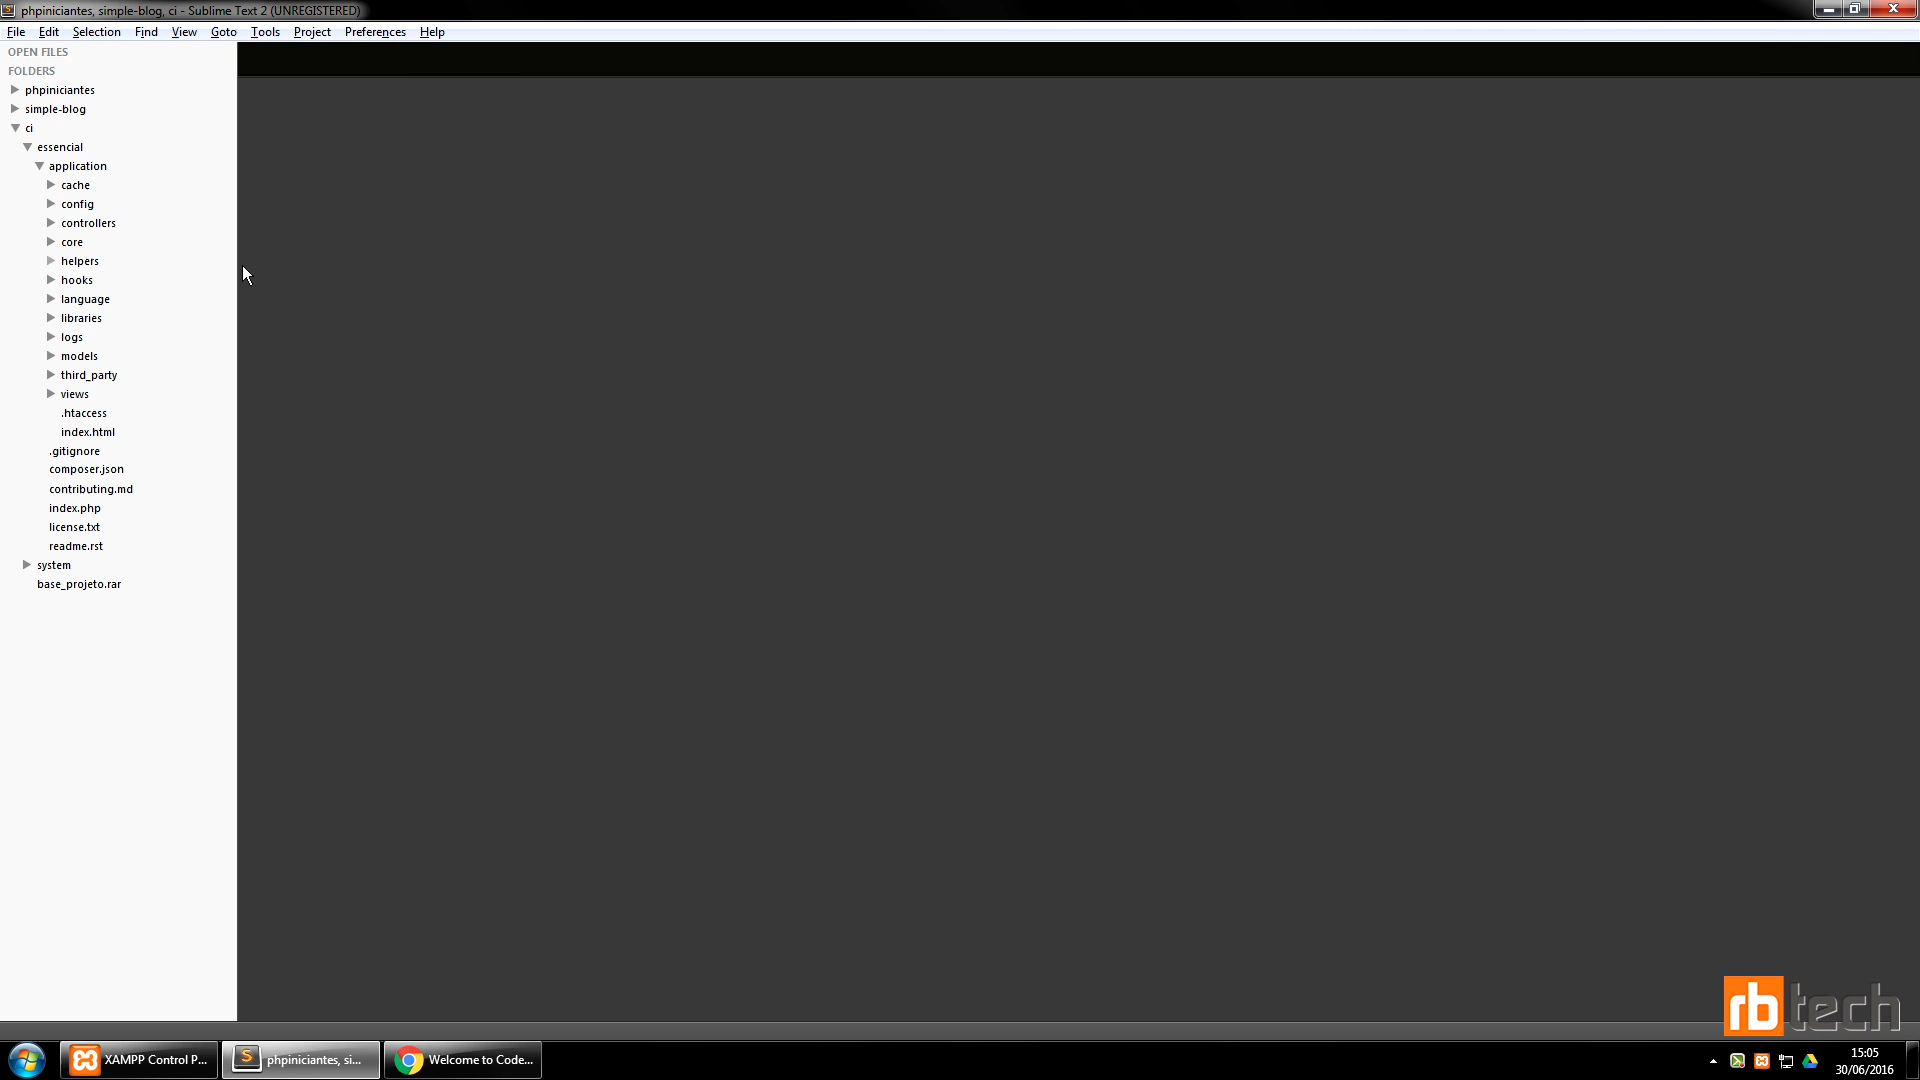 phpiniciantes, simple-blog, ci - Sublime Text 2 (UNREGISTERED)
File Edit Selection Find View Goto Tools Project Preferences Help
OPEN FILES
FOLDERS
phpiniciantes
simple-blog
ci
essencial
application
cache
config
controllers
core
helpers
hooks
language
libraries
logs
models
third_party
views
.htaccess
index.html
.gitignore
composer.json
contributing.md
index.php
license.txt
readme.rst
system
base_projeto.rar
rbtech
XAMPP Control P... phpiniciantes, si... Welcome to Code... 15:05
30/06/2016